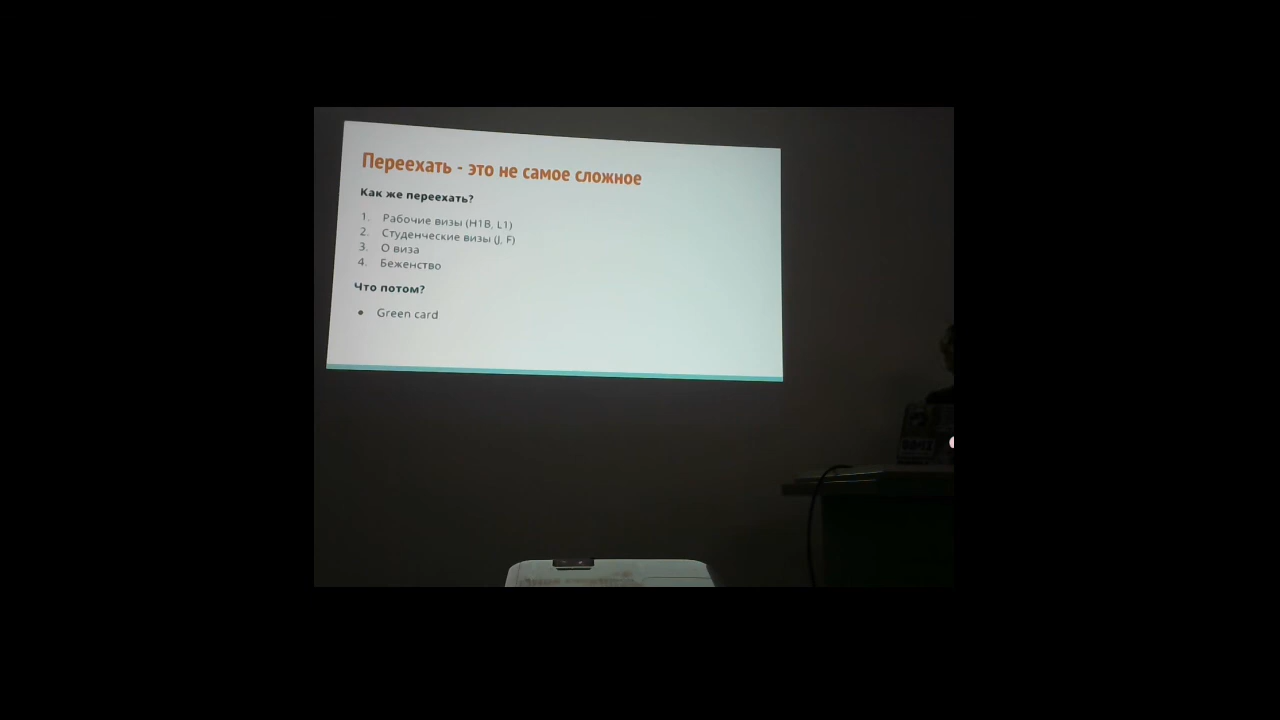 Переехать - это не самое сложное
Как же переехать?
1. Рабочие визы (H1B, L1)
2. Студенческие визы (J, F)
3. О виза
4. Беженство
Что потом?
● Green card